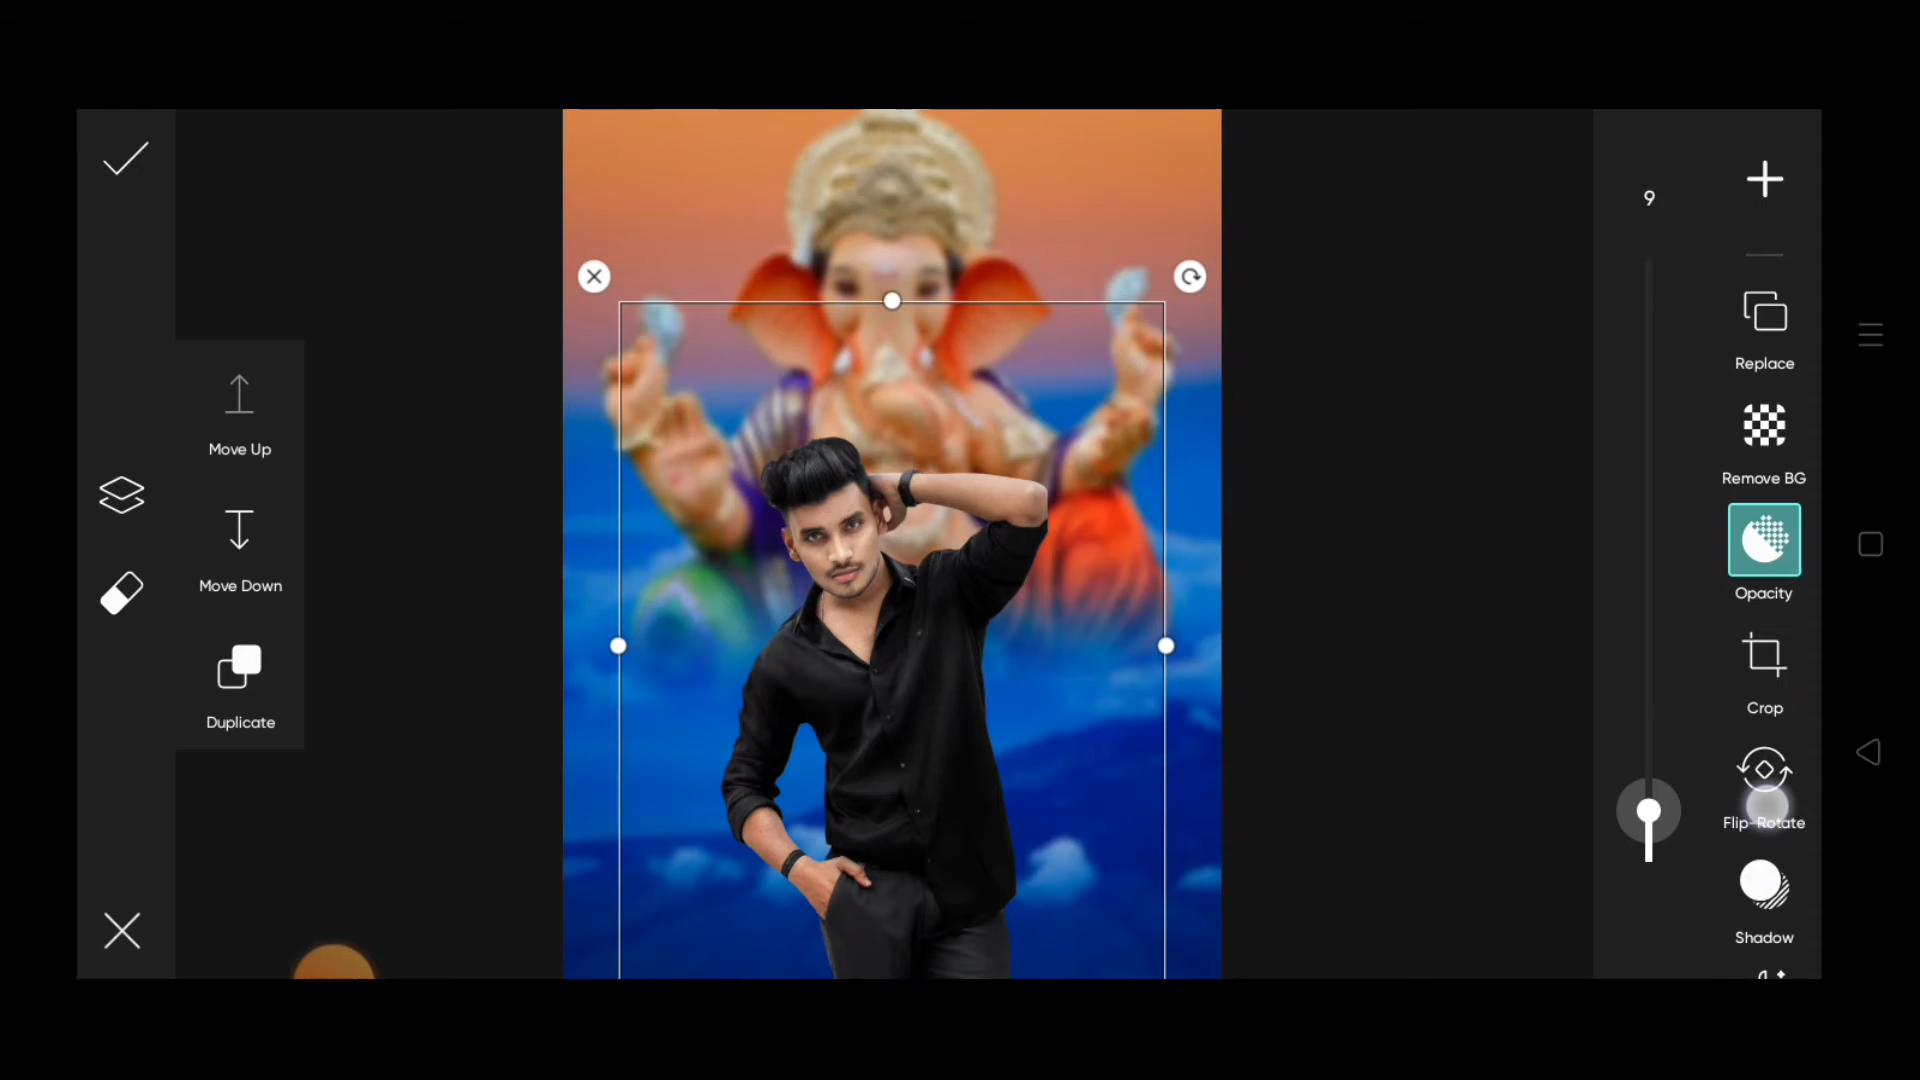 9
Replace
Move Up
Remove BG
Move Down
Opacity
Crop
Duplicate
Flip-Rotate
Shadow